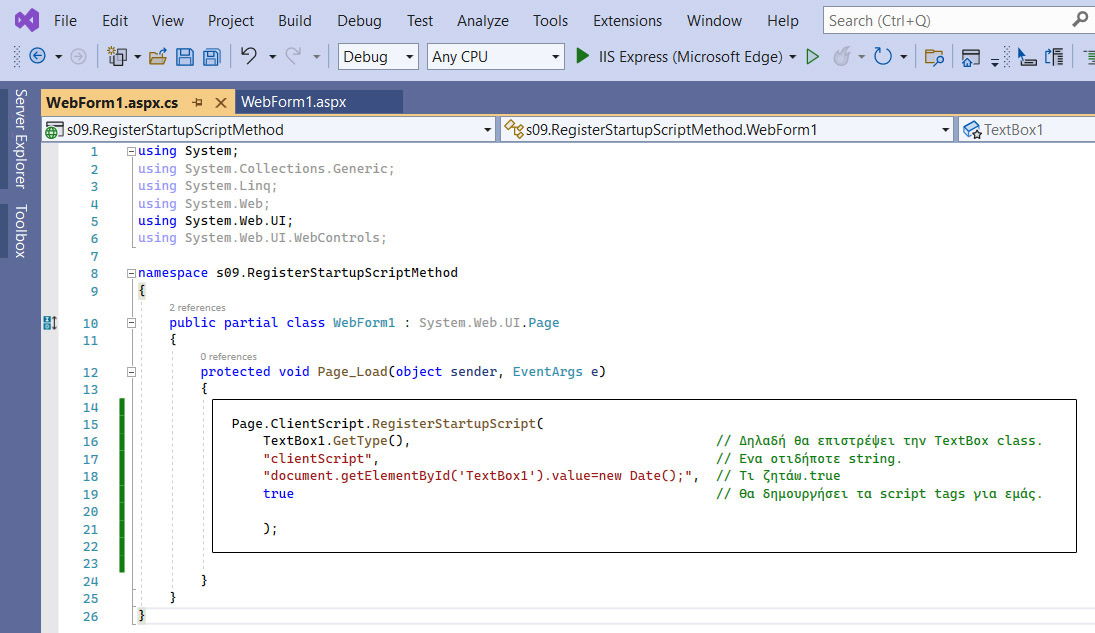 File Edit View Project Build Debug Test Analyze Tools Extensions Window Help Search (Ctrl+Q)
Debug Any CPU IIS Express (Microsoft Edge)
Server Explorer
Toolbox
WebForm1.aspx.cs WebForm1.aspx
s09.RegisterStartupScriptMethod s09.RegisterStartupScriptMethod.WebForm1 TextBox1
1 using System;
2 using System.Collections.Generic;
3 using System.Linq;
4 using System.Web;
5 using System.Web.UI;
6 using System.Web.UI.WebControls;
7
8 namespace s09.RegisterStartupScriptMethod
9 {
2 references
10 public partial class WebForm1 : System.Web.UI.Page
11 {
0 references
12 protected void Page_Load(object sender, EventArgs e)
13 {
14
15 Page.ClientScript.RegisterStartupScript(
16 TextBox1.GetType(), // Δηλαδή θα επιστρέψει την TextBox class.
17 "clientScript", // Ενα οτιδήποτε string.
18 "document.getElementById('TextBox1').value=new Date();", // Τι ζητάω.true
19 true // θα δημουργήσει τα script tags για εμάς.
20
21 );
22
23
24 }
25 }
26 }